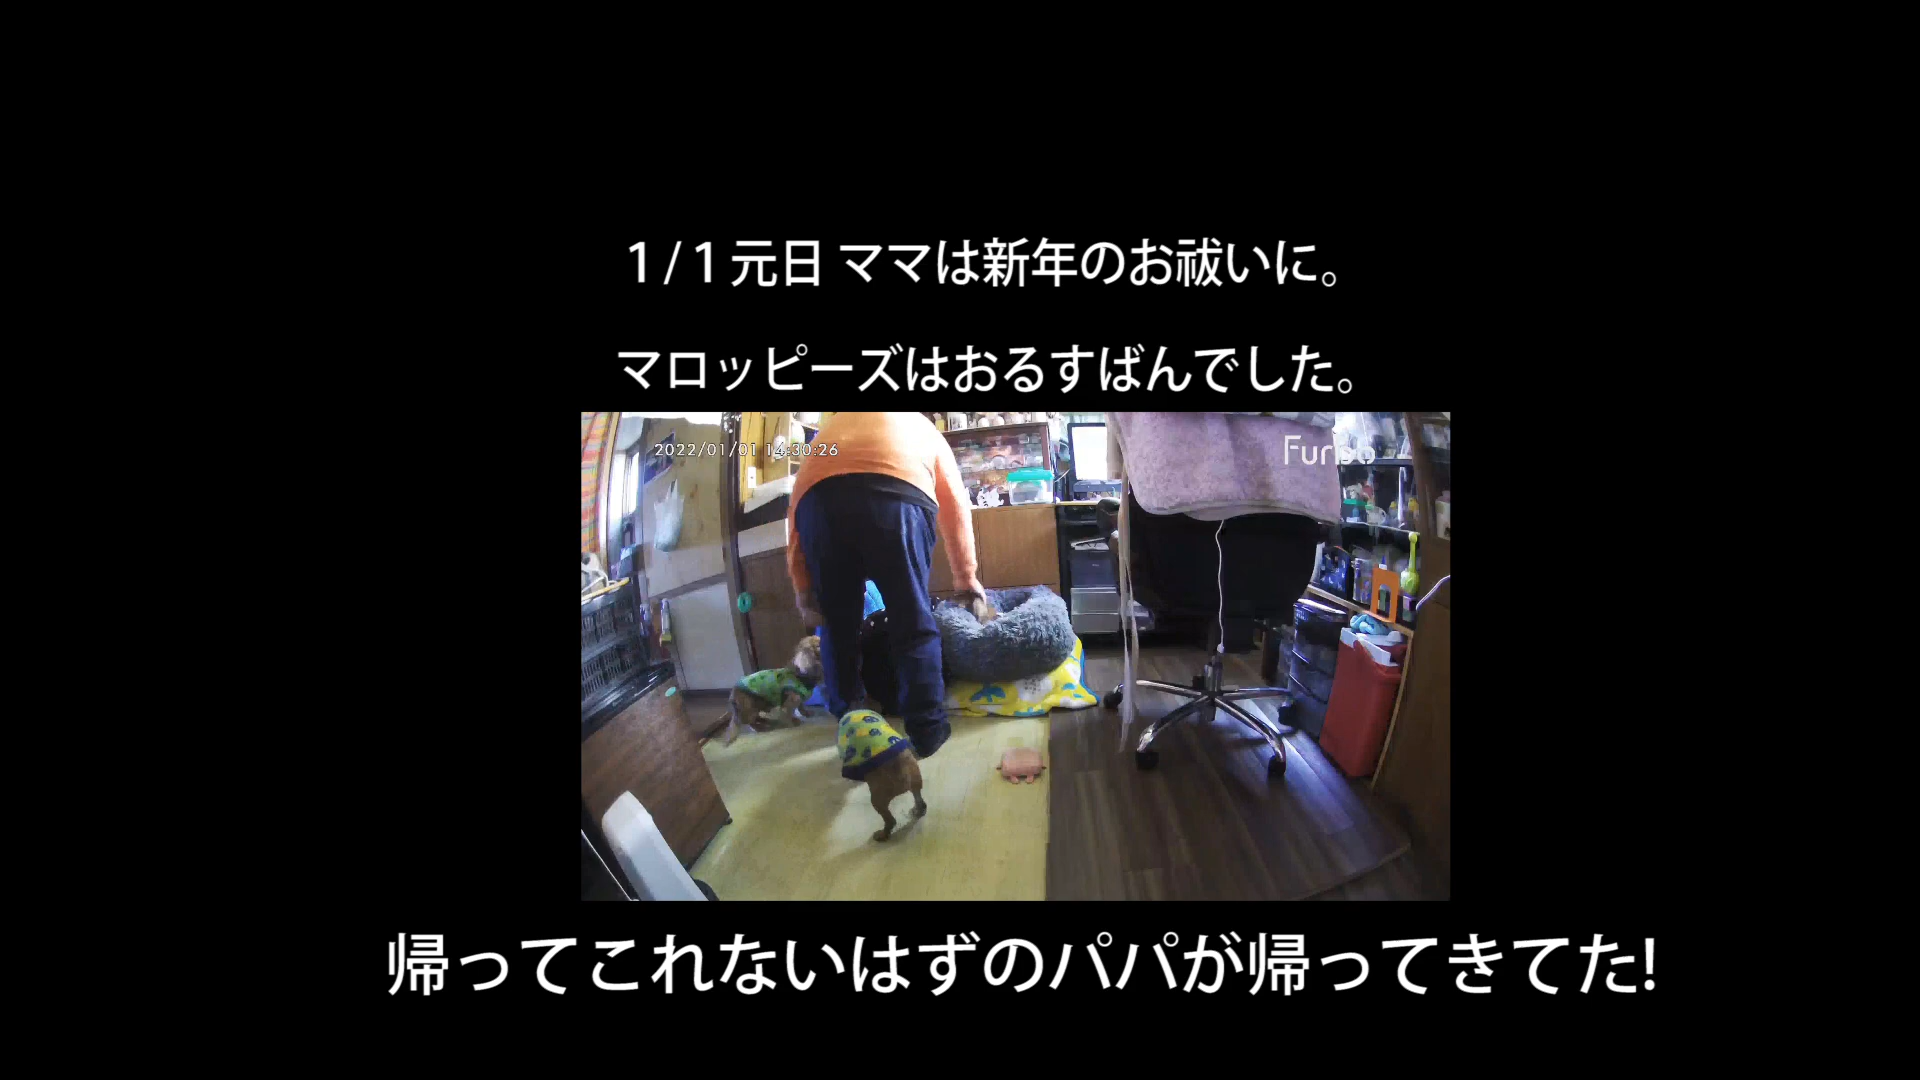 1/1元日 ママは新年のお祓いに。
マロッピーズはおるすばんでした。
2022/01/01 14:30:26
Furbo
帰ってこれないはずのパパが帰ってきてた!